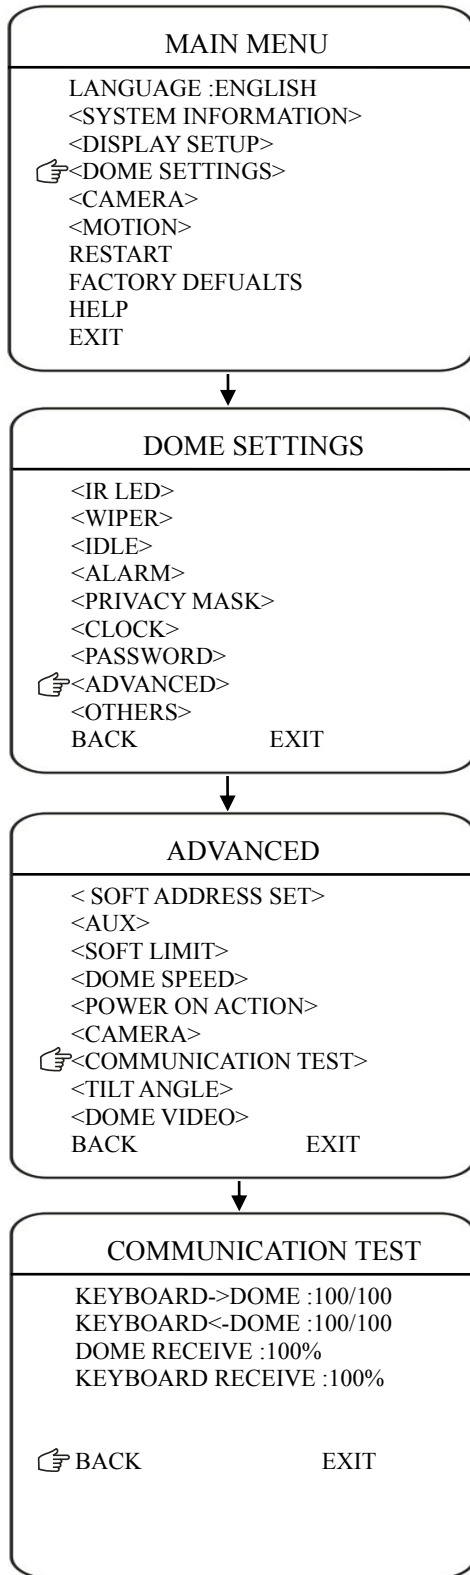 MAIN MENU
LANGUAGE :ENGLISH
<SYSTEM INFORMATION>
<DISPLAY SETUP>
<DOME SETTINGS>
<CAMERA>
<MOTION>
RESTART
FACTORY DEFUALTS
HELP
EXIT
DOME SETTINGS
<IR LED>
<WIPER>
<IDLE>
<ALARM>
<PRIVACY MASK>
<CLOCK>
<PASSWORD>
<ADVANCED>
<OTHERS>
BACK EXIT
ADVANCED
< SOFT ADDRESS SET>
<AUX>
<SOFT LIMIT>
<DOME SPEED>
<POWER ON ACTION>
<CAMERA>
<COMMUNICATION TEST>
<TILT ANGLE>
<DOME VIDEO>
BACK EXIT
COMMUNICATION TEST
KEYBOARD->DOME :100/100
KEYBOARD<-DOME :100/100
DOME RECEIVE :100%
KEYBOARD RECEIVE :100%
BACK EXIT